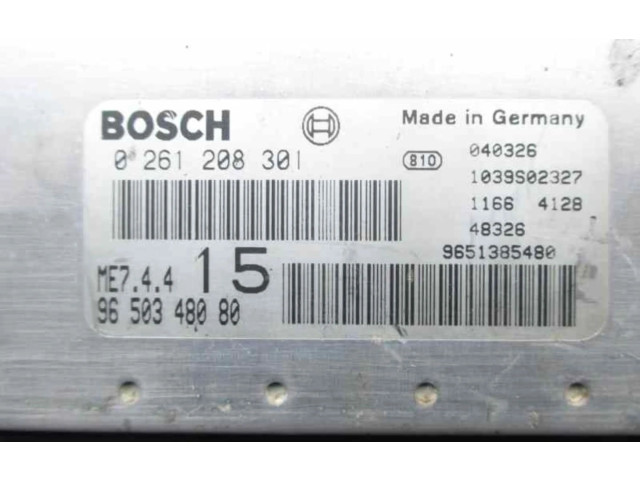 BOSCH
Made in Germany
0 261 208 301
810
040326
1039S02327
1166 4128
48326
9651385480
ME7.4.4 15
96 503 480 80